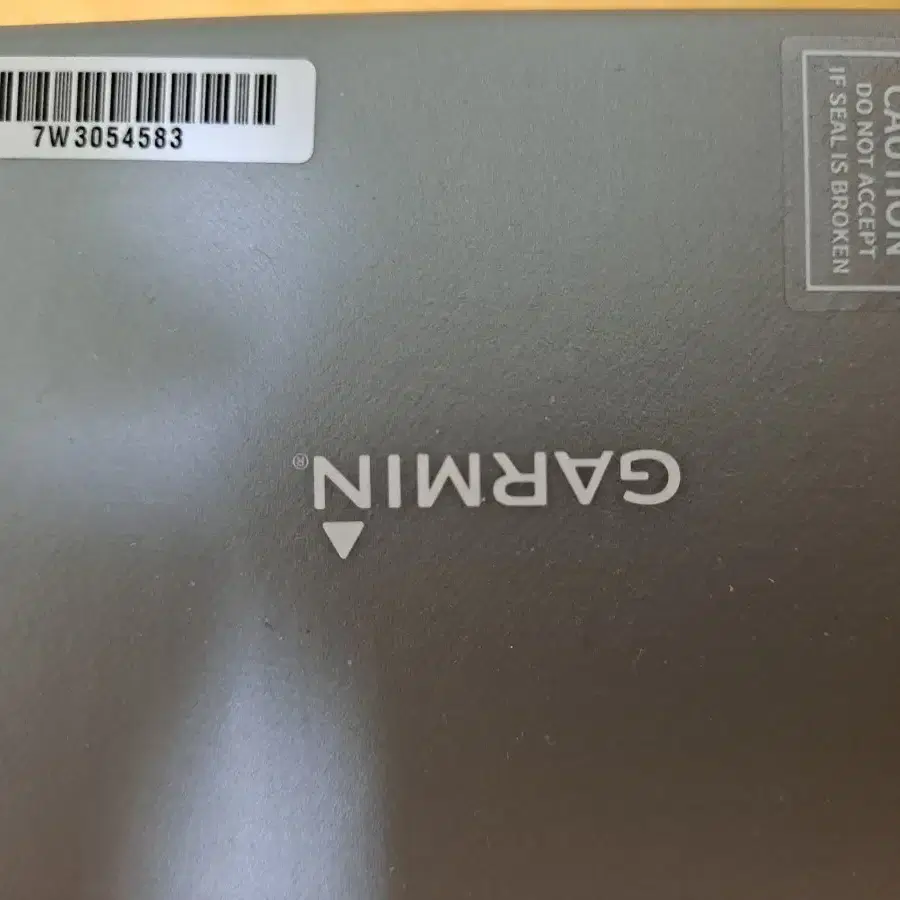 7W3054583
CAUTION
DO NOT ACCEPT
IF SEAL IS BROKEN
GARMIN®